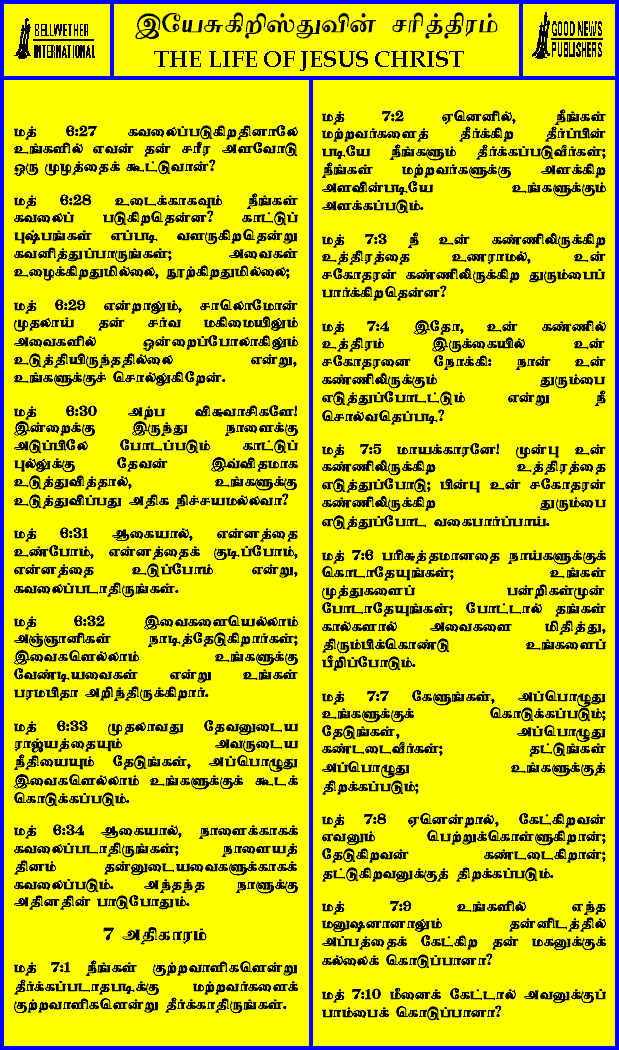 BELLWETHER
INTERNATIONAL
இயேசுகிறிஸ்துவின் சரித்திரம்
THE LIFE OF JESUS CHRIST
GOOD NEWS
PUBLISHERS
மத் 6:27 கவலைப்படுகிறதினாலே
உங்களில் எவன் தன் சரீர அளவோடு
ஒரு முழத்தைக் கூட்டுவான்?
மத் 6:28 உடைக்காகவும் நீங்கள்
கவலைப் படுகிறதென்ன? காட்டுப்
புஷ்பங்கள் எப்படி வளருகிறதென்று
கவனித்துப்பாருங்கள்; அவைகள்
உழைக்கிறதுமில்லை, நூற்கிறதுமில்லை;
மத் 6:29 என்றாலும், சாலொமோன்
முதலாய் தன் சர்வ மகிமையிலும்
அவைகளில் ஒன்றைப்போலாகிலும்
உடுத்தியிருந்ததில்லை என்று,
உங்களுக்குச் சொல்லுகிறேன்.
மத் 6:30 அற்ப விசுவாசிகளே!
இன்றைக்கு இருந்து நாளைக்கு
அடுப்பிலே போடப்படும் காட்டுப்
புல்லுக்கு தேவன் இவ்விதமாக
உடுத்துவித்தால், உங்களுக்கு
உடுத்துவிப்பது அதிக நிச்சயமல்லவா?
மத் 6:31 ஆகையால், என்னத்தை
உண்போம், என்னத்தைக் குடிப்போம்,
என்னத்தை உடுப்போம் என்று,
கவலைப்படாதிருங்கள்.
மத் 6:32 இவைகளையெல்லாம்
அஞ்ஞானிகள் நாடித்தேடுகிறார்கள்;
இவைகளெல்லாம் உங்களுக்கு
வேண்டியவைகள் என்று உங்கள்
பரமபிதா அறிந்திருக்கிறார்.
மத் 6:33 முதலாவது தேவனுடைய
ராஜ்யத்தையும் அவருடைய
நீதியையும் தேடுங்கள், அப்பொழுது
இவைகளெல்லாம் உங்களுக்குக் கூடக்
கொடுக்கப்படும்.
மத் 6:34 ஆகையால், நாளைக்காகக்
கவலைப்படாதிருங்கள்; நாளையத்
தினம் தன்னுடையவைகளுக்காகக்
கவலைப்படும். அந்தந்த நாளுக்கு
அதினதின் பாடுபோதும்.
7 அதிகாரம்
மத் 7:1 நீங்கள் குற்றவாளிகளென்று
தீர்க்கப்படாதபடிக்கு மற்றவர்களைக்
குற்றவாளிகளென்று தீர்க்காதிருங்கள்.
மத் 7:2 ஏனெனில், நீங்கள்
மற்றவர்களைத் தீர்க்கிற தீர்ப்பின்
படியே நீங்களும் தீர்க்கப்படுவீர்கள்;
நீங்கள் மற்றவர்களுக்கு அளக்கிற
அளவின்படியே உங்களுக்கும்
அளக்கப்படும்.
மத் 7:3 நீ உன் கண்ணிலிருக்கிற
உத்திரத்தை உணராமல், உன்
சகோதரன் கண்ணிலிருக்கிற துரும்பைப்
பார்க்கிறதென்ன?
மத் 7:4 இதோ, உன் கண்ணில்
உத்திரம் இருக்கையில் உன்
சகோதரனை நோக்கி: நான் உன்
கண்ணிலிருக்கும் துரும்பை
எடுத்துப்போடட்டும் என்று நீ
சொல்வதெப்படி?
மத் 7:5 மாயக்காரனே! முன்பு உன்
கண்ணிலிருக்கிற உத்திரத்தை
எடுத்துப்போடு; பின்பு உன் சகோதரன்
கண்ணிலிருக்கிற துரும்பை
எடுத்துப்போட வகைபார்ப்பாய்.
மத் 7:6 பரிசுத்தமானதை நாய்களுக்குக்
கொடாதேயுங்கள்; உங்கள்
முத்துகளைப் பன்றிகள்முன்
போடாதேயுங்கள்; போட்டால் தங்கள்
கால்களால் அவைகளை மிதித்து,
திரும்பிக்கொண்டு உங்களைப்
பீறிப்போடும்.
மத் 7:7 கேளுங்கள், அப்பொழுது
உங்களுக்குக் கொடுக்கப்படும்;
தேடுங்கள், அப்பொழுது
கண்டடைவீர்கள்; தட்டுங்கள்
அப்பொழுது உங்களுக்குத்
திறக்கப்படும்;
மத் 7:8 ஏனென்றால், கேட்கிறவன்
எவனும் பெற்றுக்கொள்ளுகிறான்;
தேடுகிறவன் கண்டடைகிறான்;
தட்டுகிறவனுக்குத் திறக்கப்படும்.
மத் 7:9 உங்களில் எந்த
மனுஷனானாலும் தன்னிடத்தில்
அப்பத்தைக் கேட்கிற தன் மகனுக்குக்
கல்லைக் கொடுப்பானா?
மத் 7:10 மீனைக் கேட்டால் அவனுக்குப்
பாம்பைக் கொடுப்பானா?